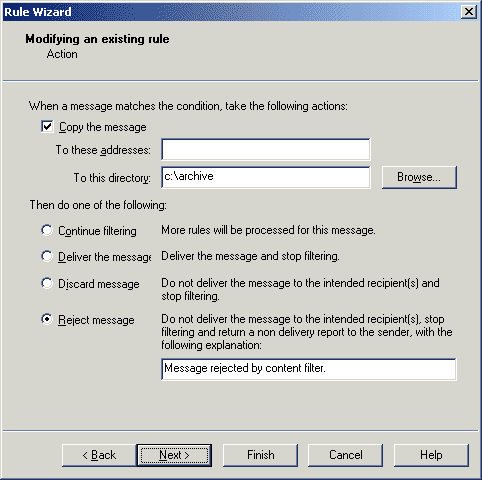 Rule Wizard
Modifying an existing rule
Action
When a message matches the condition, take the following actions:
Copy the message
To these addresses:
To this directory: c:\archive Browse...
Then do one of the following:
Continue filtering More rules will be processed for this message.
Deliver the message Deliver the message and stop filtering.
Discard message Do not deliver the message to the intended recipient(s) and
stop filtering.
Reject message Do not deliver the message to the intended recipient(s), stop
filtering and return a non delivery report to the sender, with the
following explanation:
Message rejected by content filter.
< Back Next > Finish Cancel Help